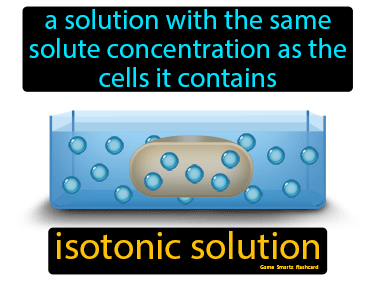 a solution with the same
solute concentration as the
cells it contains
isotonic solution
Game Smartz Flashcard